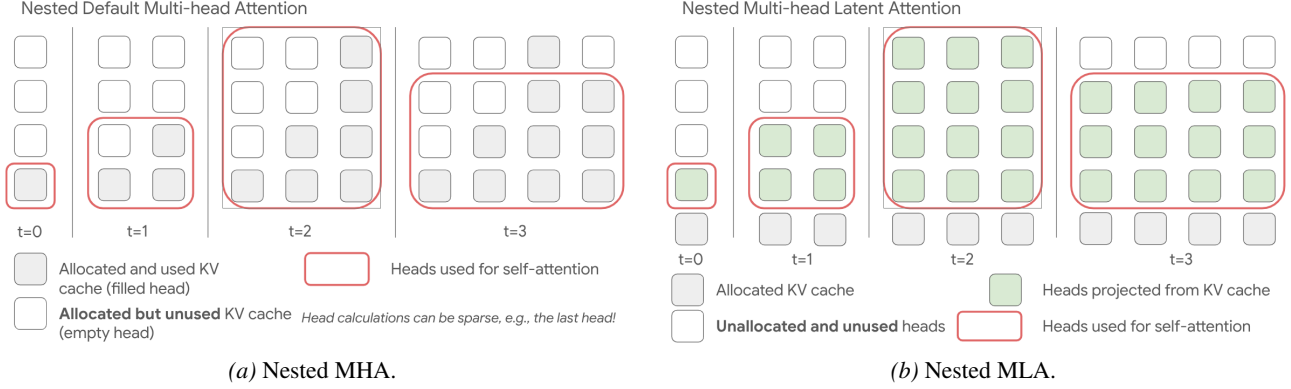 Nested Default Multi-head Attention
t=0
t=1
t=2
t=3
Allocated and used KV
cache (filled head)
Heads used for self-attention
Allocated but unused KV cache
(empty head)
Head calculations can be sparse, e.g., the last head!
(a) Nested MHA.
Nested Multi-head Latent Attention
t=0
t=1
t=2
t=3
Allocated KV cache
Heads projected from KV cache
Unallocated and unused heads
Heads used for self-attention
(b) Nested MLA.